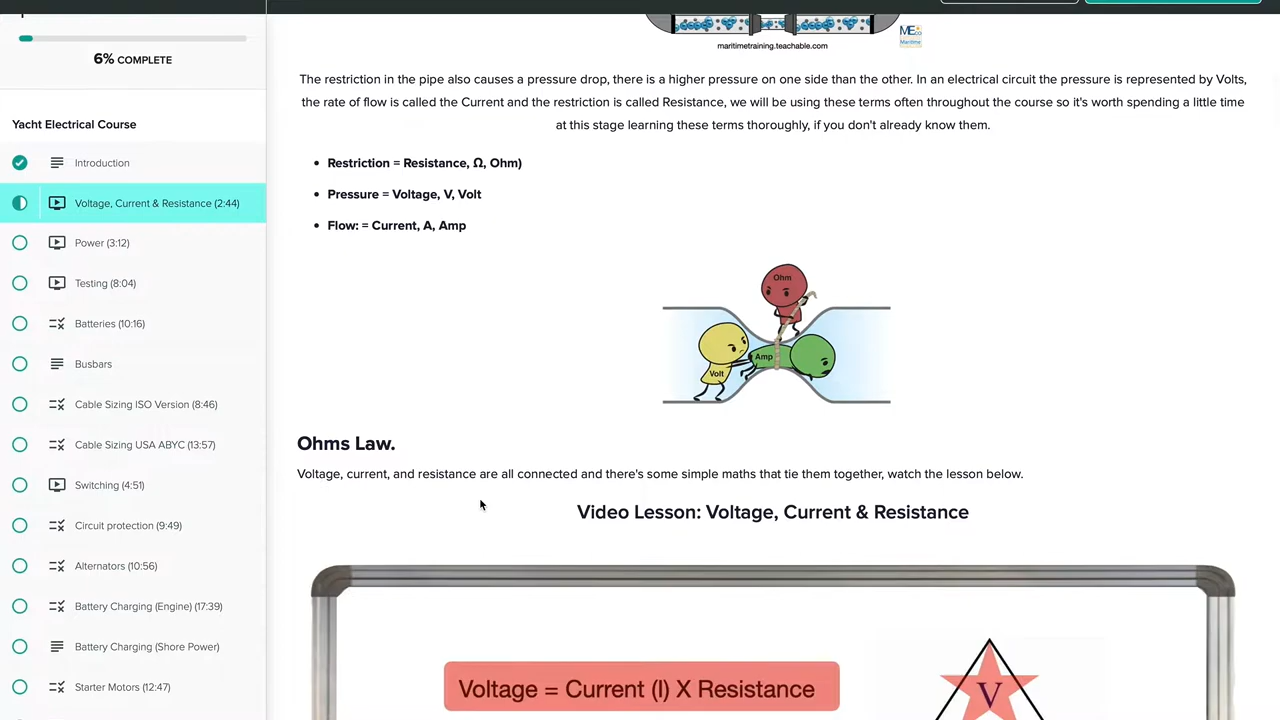 6% COMPLETE
Yacht Electrical Course
Introduction
Voltage, Current & Resistance (2:44)
Power (3:12)
Testing (8:04)
Batteries (10:16)
Busbars
Cable Sizing ISO Version (8:46)
Cable Sizing USA ABYC (13:57)
Switching (4:51)
Circuit protection (9:49)
Alternators (10:56)
Battery Charging (Engine) (17:39)
Battery Charging (Shore Power)
Starter Motors (12:47)
maritimetraining.teachable.com
Maritime
The restriction in the pipe also causes a pressure drop, there is a higher pressure on one side than the other. In an electrical circuit the pressure is represented by Volts,
the rate of flow is called the Current and the restriction is called Resistance, we will be using these terms often throughout the course so it's worth spending a little time
at this stage learning these terms thoroughly, if you don't already know them.
Restriction = Resistance, Ω, Ohm)
Pressure = Voltage, V, Volt
Flow: = Current, A, Amp
Ohm
Amp
Volt
Ohms Law.
Voltage, current, and resistance are all connected and there's some simple maths that tie them together, watch the lesson below.
Video Lesson: Voltage, Current & Resistance
Voltage = Current (I) X Resistance
V